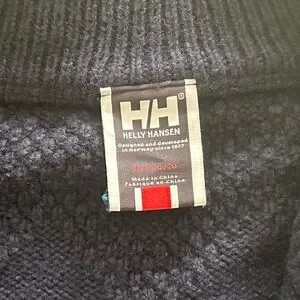 HH®
HELLY HANSEN
Designed and developed
in Norway since 1877
Made in China
Fabriqué en Chine